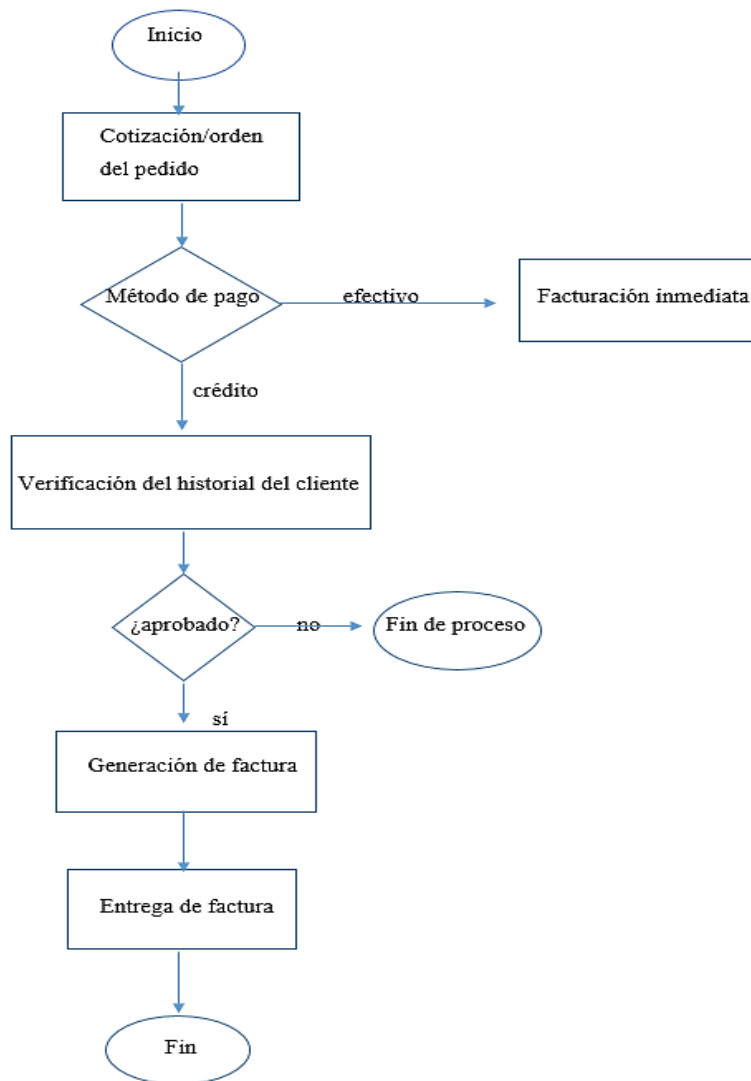 Inicio
Cotización/orden
del pedido
Método de pago
efectivo
Facturación inmediata
crédito
Verificación del historial del cliente
¿aprobado?
no
Fin de proceso
sí
Generación de factura
Entrega de factura
Fin